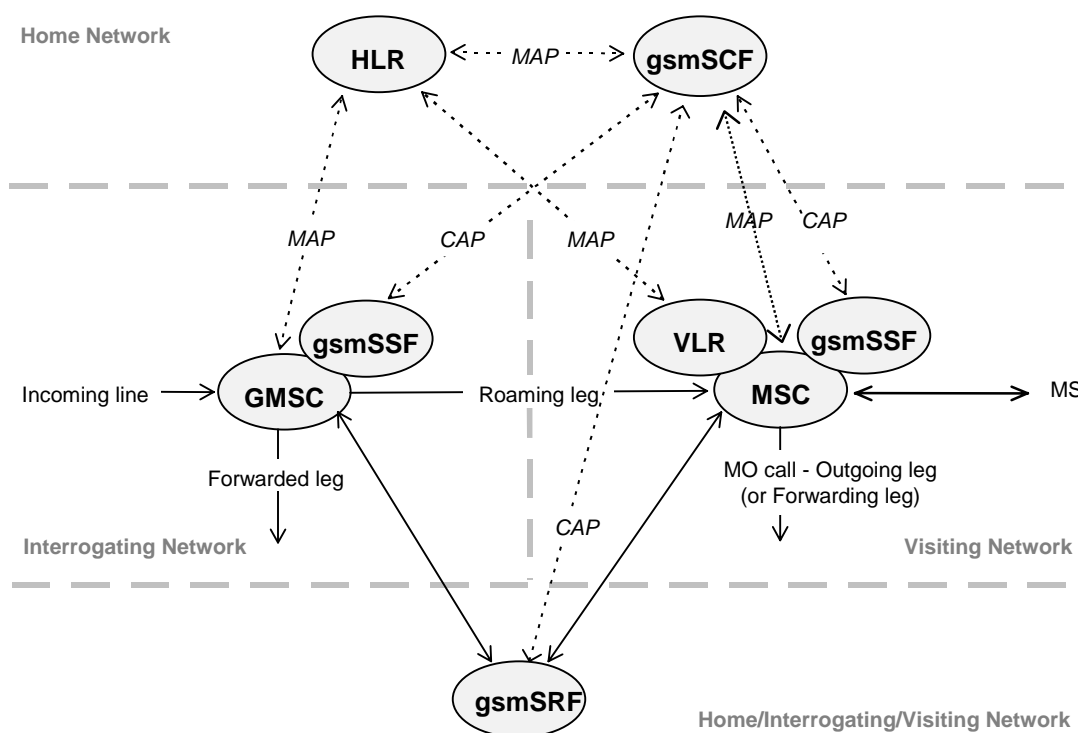 Home Network
HLR
MAP
gsmSCF
MAP
CAP
MAP
MAP
CAP
gsmSSF
VLR
gsmSSF
Incoming line
GMSC
Roaming leg
MSC
MS
Forwarded leg
MO call - Outgoing leg
(or Forwarding leg)
CAP
Interrogating Network
Visiting Network
gsmSRF
Home/Interrogating/Visiting Network